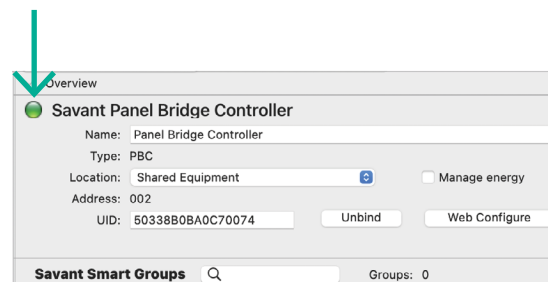 Overview
Savant Panel Bridge Controller
Name: Panel Bridge Controller
Type: PBC
Location: Shared Equipment Manage energy
Address: 002
UID: 50338B0BA0C70074 Unbind Web Configure
Savant Smart Groups Groups: 0